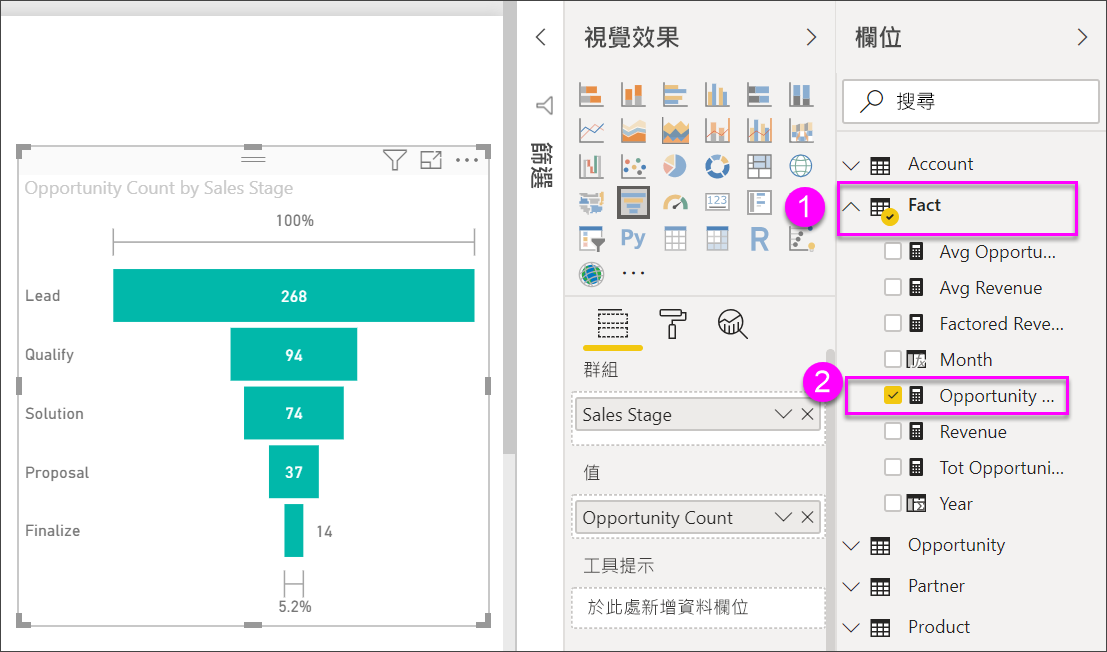 Opportunity Count by Sales Stage
100%
Lead
268
Qualify
94
Solution
74
Proposal
37
Finalize
14
5.2%
篩選
視覺效果
123
Py
R
群組
Sales Stage
值
Opportunity Count
工具提示
於此處新增資料欄位
欄位
搜尋
Account
1
Fact
Avg Opportu...
Avg Revenue
Factored Reve...
Month
2
Opportunity ...
Revenue
Tot Opportuni...
Year
Opportunity
Partner
Product